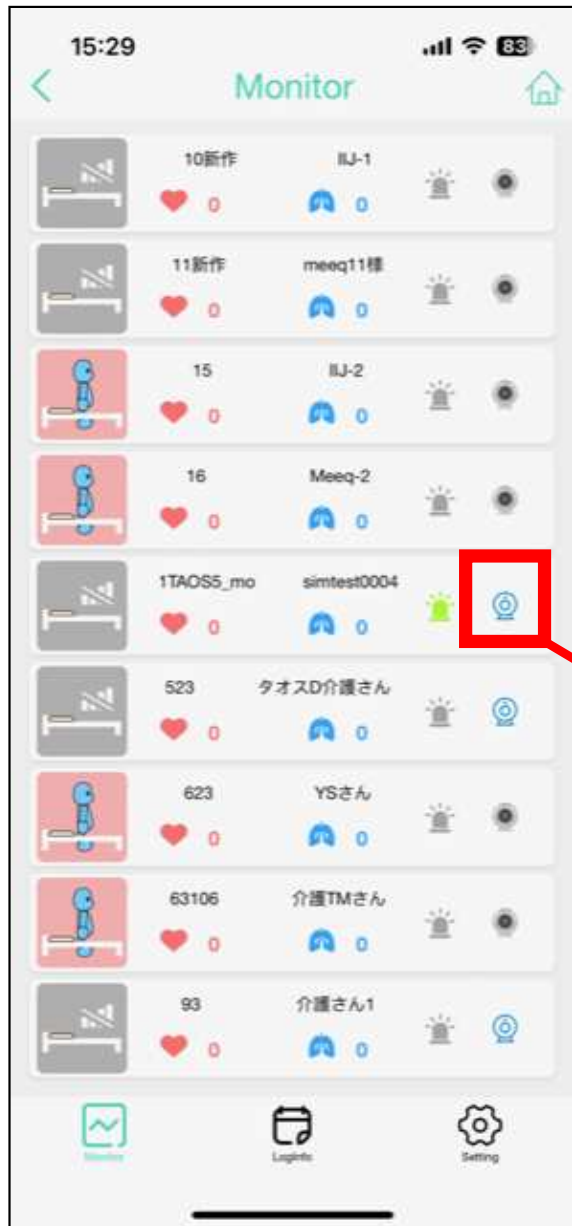 15:29 83
Monitor
10新作 IIJ-1
0 0
11新作 meeq11様
0 0
15 IIJ-2
0 0
16 Meeq-2
0 0
1TAOS5_mo simtest0004
0 0
523 タオスD介護さん
0 0
623 YSさん
0 0
63106 介護TMさん
0 0
93 介護さん1
0 0
Monitor LogInfo Setting